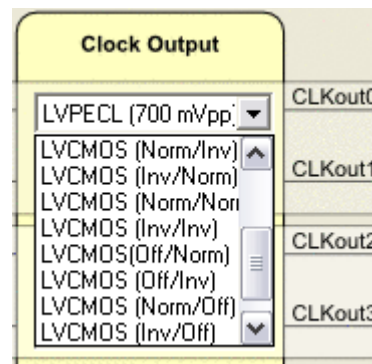 Clock Output
LVPECL (700 mVpp)
CLKout0
LVCMOS (Norm/Inv)
LVCMOS (Inv/Norm)
CLKout1
LVCMOS (Norm/Nor
LVCMOS (Inv/Inv)
LVCMOS(Off/Norm)
CLKout2
LVCMOS (Off/Inv)
LVCMOS (Norm/Off)
CLKout3
LVCMOS (Inv/Off)